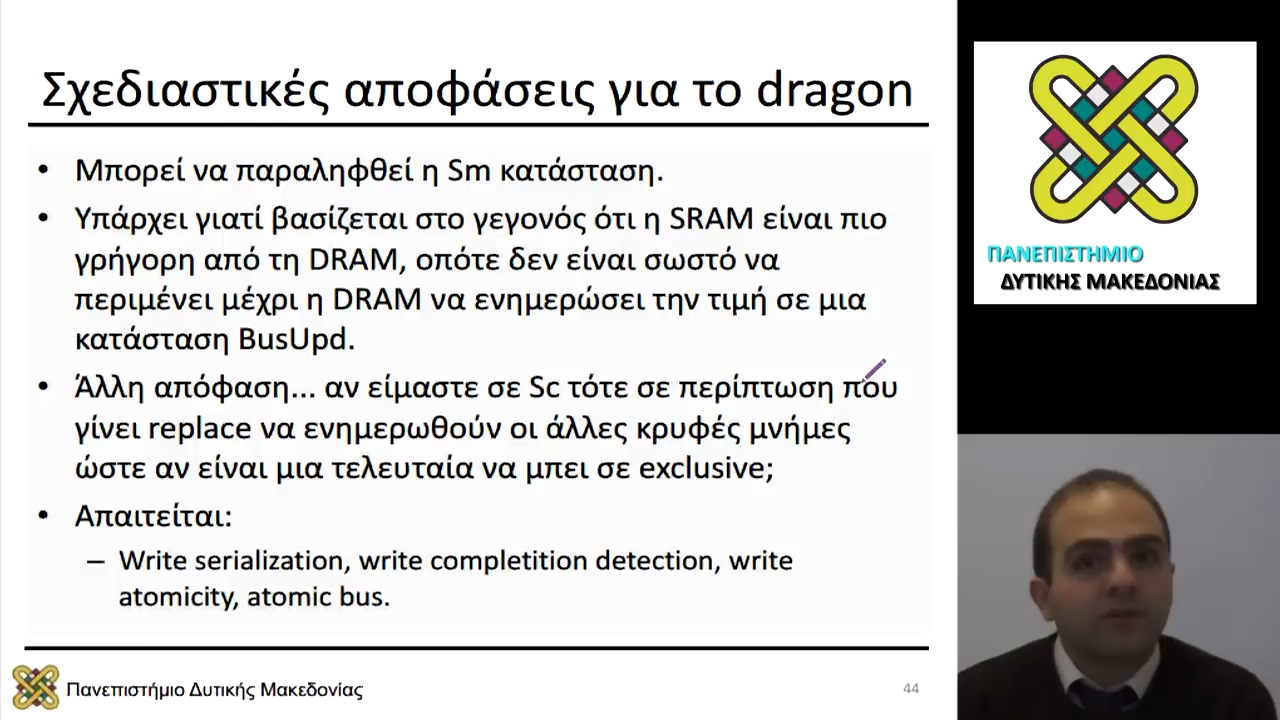 Σχεδιαστικές αποφάσεις για το dragon
• Μπορεί να παραληφθεί η Sm κατάσταση.
• Υπάρχει γιατί βασίζεται στο γεγονός ότι η SRAM είναι πιο
γρήγορη από τη DRAM, οπότε δεν είναι σωστό να
περιμένει μέχρι η DRAM να ενημερώσει την τιμή σε μια
κατάσταση BusUpd.
• Άλλη απόφαση... αν είμαστε σε Sc τότε σε περίπτωση που
γίνει replace να ενημερωθούν οι άλλες κρυφές μνήμες
ώστε αν είναι μια τελευταία να μπει σε exclusive;
• Απαιτείται:
– Write serialization, write completition detection, write
atomicity, atomic bus.
Πανεπιστήμιο Δυτικής Μακεδονίας
44
ΠΑΝΕΠΙΣΤΗΜΙΟ
ΔΥΤΙΚΗΣ ΜΑΚΕΔΟΝΙΑΣ